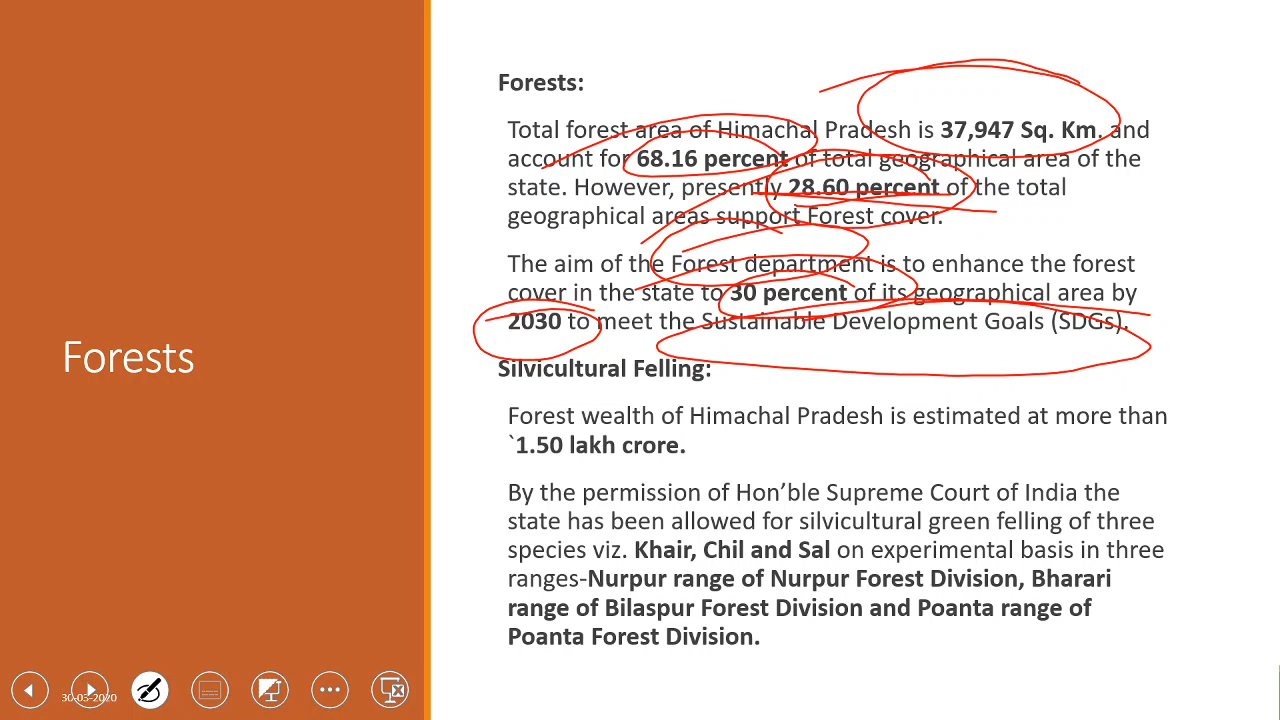 Forests
Forests:
Total forest area of Himachal Pradesh is 37,947 Sq. Km. and
account for 68.16 percent of total geographical area of the
state. However, presently 28.60 percent of the total
geographical areas support Forest cover.
The aim of the Forest department is to enhance the forest
cover in the state to 30 percent of its geographical area by
2030 to meet the Sustainable Development Goals (SDGs).
Silvicultural Felling:
Forest wealth of Himachal Pradesh is estimated at more than
`1.50 lakh crore.
By the permission of Hon’ble Supreme Court of India the
state has been allowed for silvicultural green felling of three
species viz. Khair, Chil and Sal on experimental basis in three
ranges-Nurpur range of Nurpur Forest Division, Bharari
range of Bilaspur Forest Division and Poanta range of
Poanta Forest Division.
30-03-2020